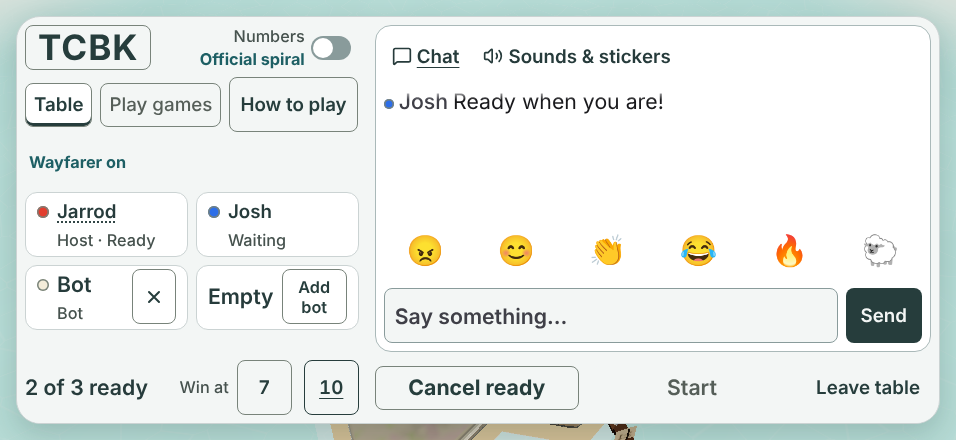 TCBK
Numbers
Official spiral
Table
Play games
How to play
Wayfarer on
Jarrod
Host · Ready
Josh
Waiting
Bot
Bot
×
Empty
Add
bot
2 of 3 ready
Win at
7
10
Chat
Sounds & stickers
Josh Ready when you are!
Say something...
Send
Cancel ready
Start
Leave table